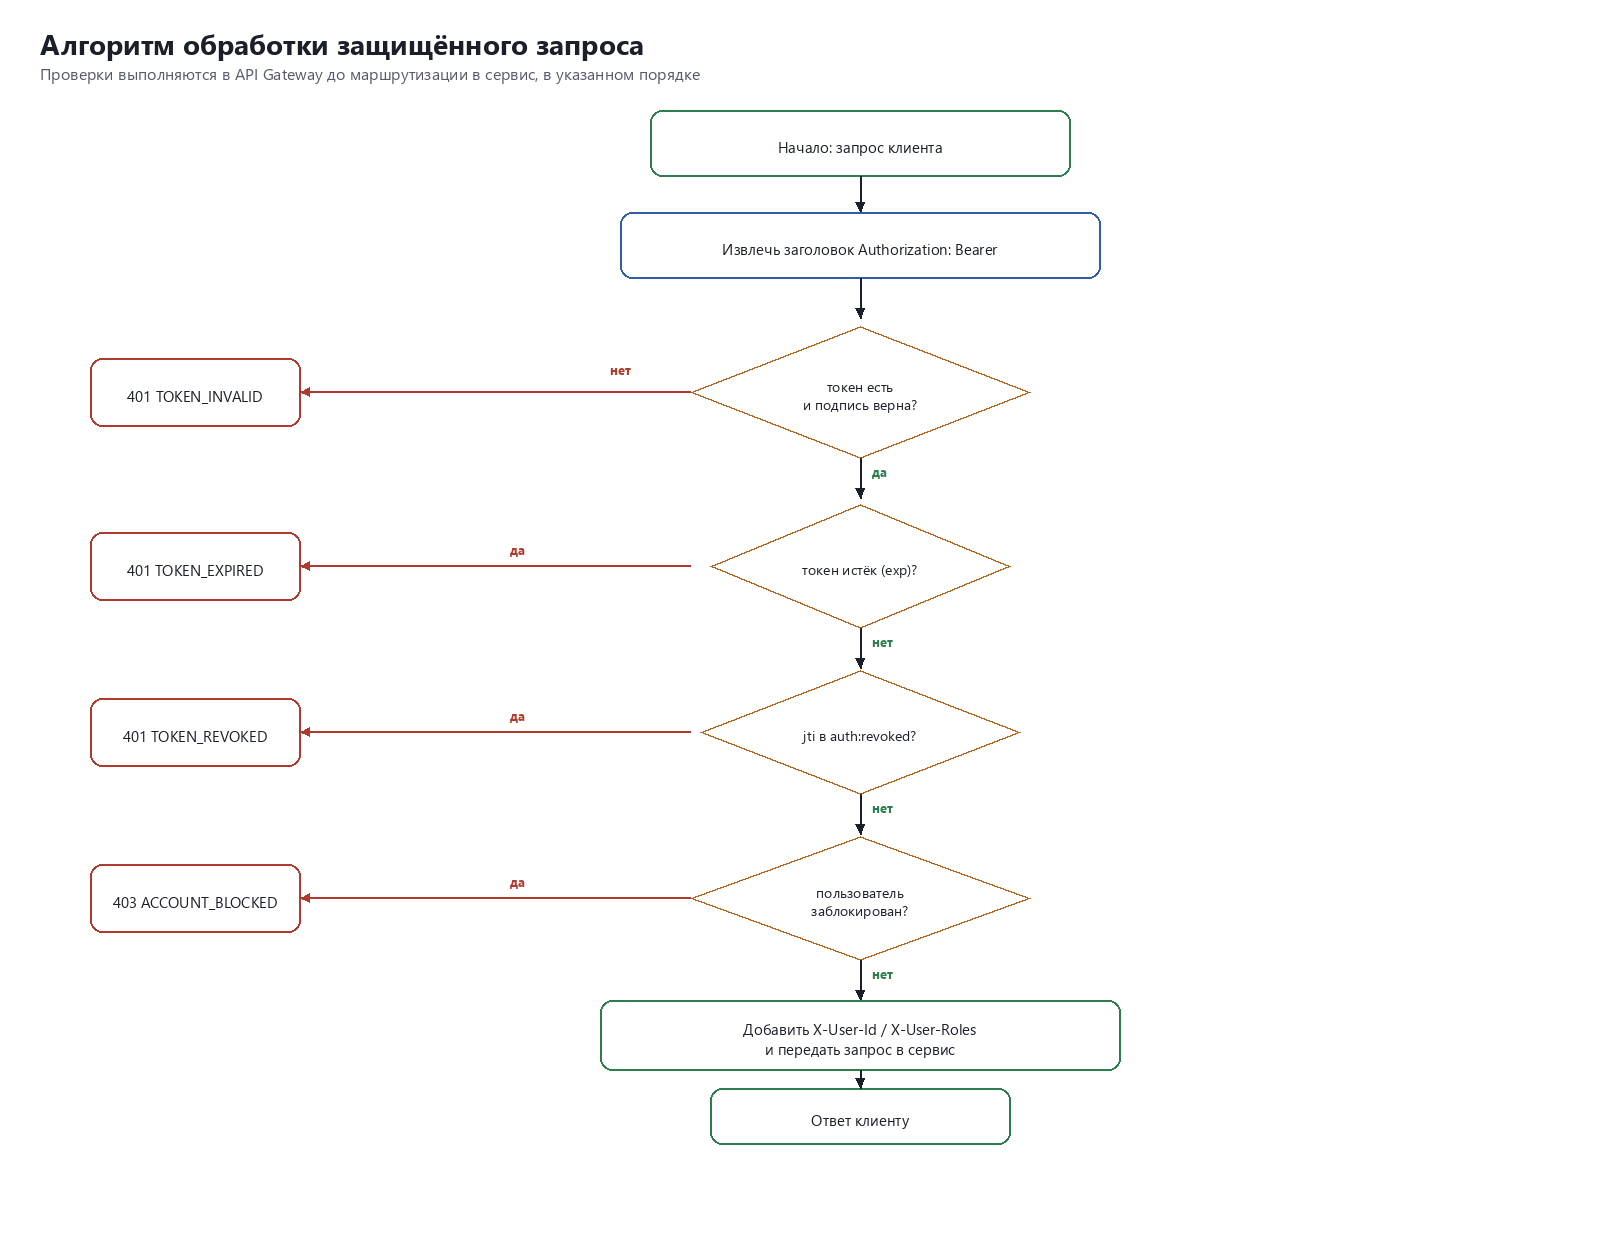 Алгоритм обработки защищённого запроса
Проверки выполняются в API Gateway до маршрутизации в сервис, в указанном порядке
Начало: запрос клиента
Извлечь заголовок Authorization: Bearer
нет
токен есть
и подпись верна?
401 TOKEN_INVALID
да
да
токен истёк (exp)?
401 TOKEN_EXPIRED
нет
да
jti в auth:revoked?
401 TOKEN_REVOKED
нет
да
пользователь
заблокирован?
403 ACCOUNT_BLOCKED
нет
Добавить X-User-Id / X-User-Roles
и передать запрос в сервис
Ответ клиенту